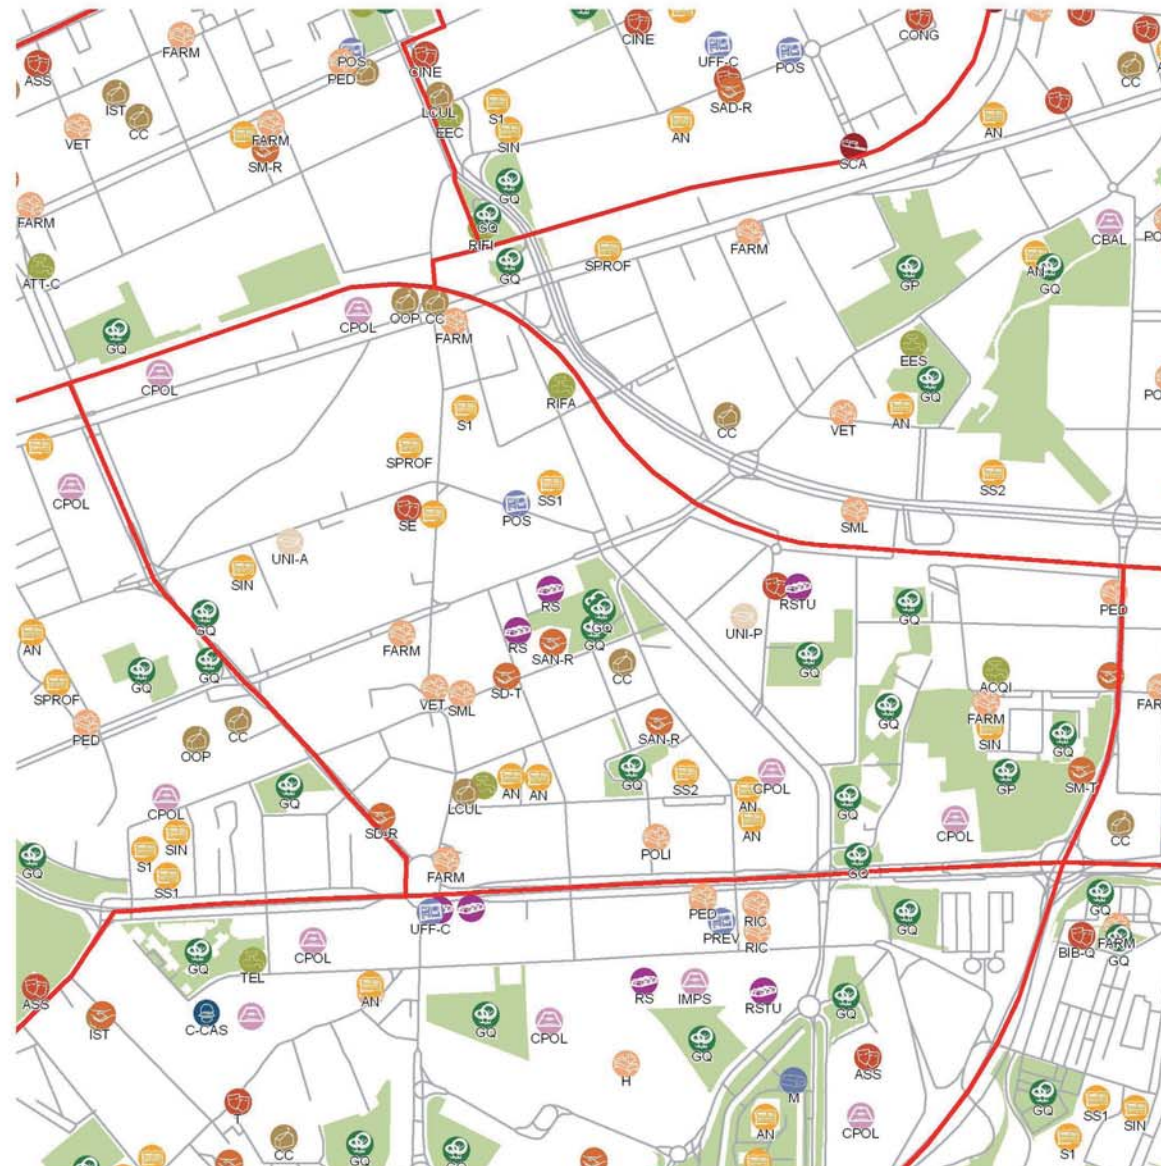 CINE
CONG
FARM
POS
UFF-C
POS
ASS
PED
CINE
CC
IST
SAD-R
LCUL
S1
CC
EEC
AN
AN
VET
FARM
SIN
SM-R
SCA
GQ
FARM
GQ
CBAL
RIFI
FARM
SPROF
AN
ATT-C
GQ
GP
GQ
CPOL
OOP
CC
FARM
GQ
EES
CPOL
GQ
RIFA
S1
CC
VET
AN
SPROF
CPOL
SS2
SS1
SE
POS
SML
UNI-A
SIN
RS
RSTU
PED
GQ
GQ
UNI-P
GQ
GQ
RS
AN
FARM
SAN-R
GQ
GQ
GQ
CC
SD-T
ACQI
SPROF
VET
SML
GQ
FARM
PED
CC
SAN-R
SIN
GQ
OOP
GQ
SS2
CPOL
GP
SM-T
GQ
AN
AN
CPOL
LCUL
AN
GQ
SD-R
AN
CPOL
CC
S1
SIN
POLI
GQ
FARM
GQ
SS1
PED
GQ
UFF-C
RIC
PREV
GQ
FARM
RIC
BIB-Q
GQ
CPOL
GQ
TEL
ASS
AN
RS
IMPS
RSTU
GQ
IST
C-CAS
GQ
CPOL
GQ
ASS
H
M
GQ
T
SS1
SIN
CPOL
AN
CC
S1
GQ
GQ